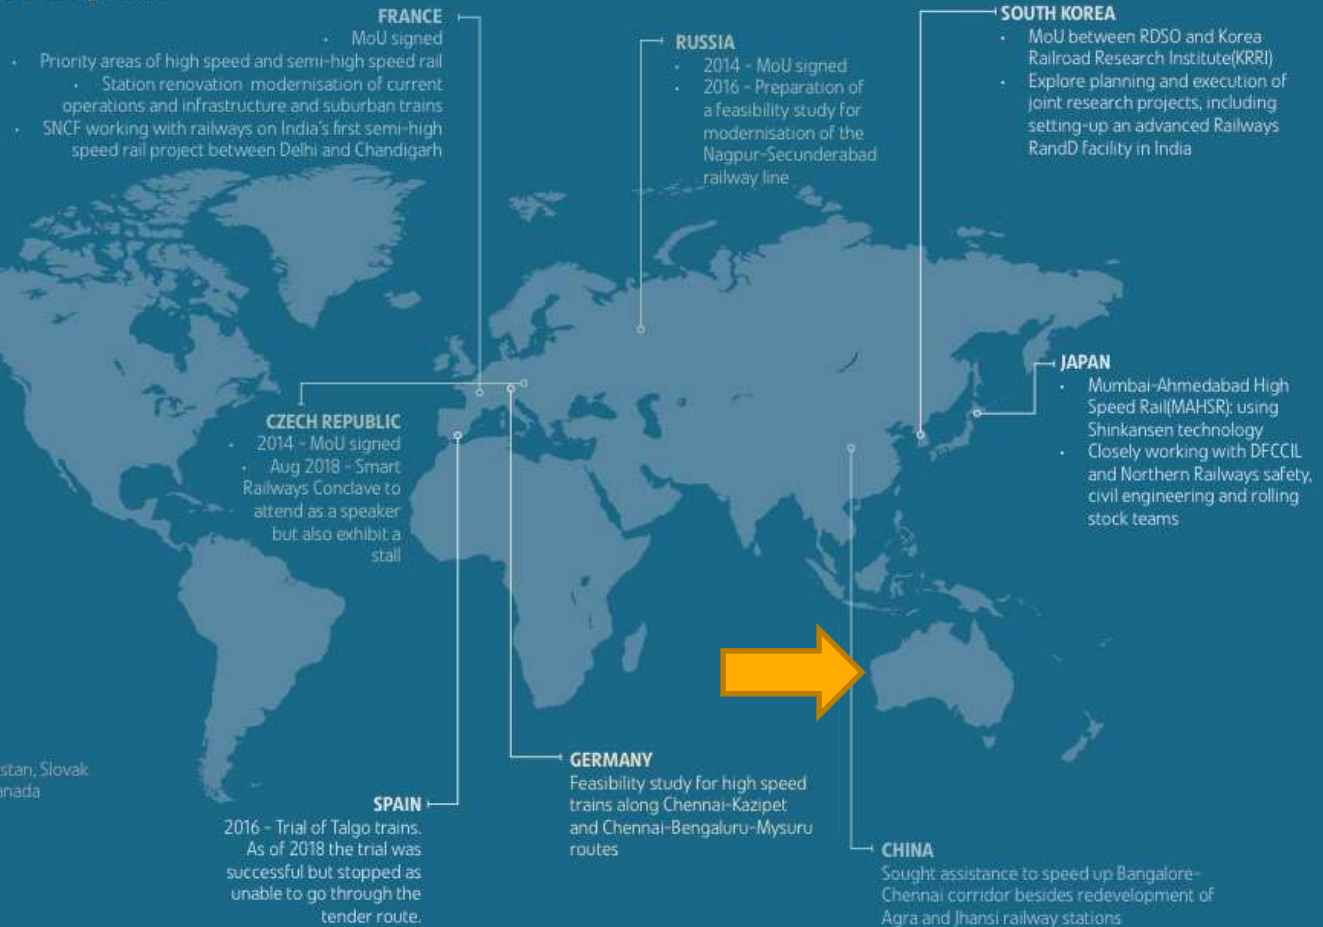 FRANCE
• MoU signed
• Priority areas of high speed and semi-high speed rail
• Station renovation modernisation of current
operations and infrastructure and suburban trains
• SNCF working with railways on India's first semi-high
speed rail project between Delhi and Chandigarh
RUSSIA
• 2014 - MoU signed
• 2016 - Preparation of
a feasibility study for
modernisation of the
Nagpur-Secunderabad
railway line
SOUTH KOREA
• MoU between RDSO and Korea
Railroad Research Institute(KRRI)
• Explore planning and execution of
joint research projects, including
setting-up an advanced Railways
RandD facility in India
JAPAN
• Mumbai-Ahmedabad High
Speed Rail(MAHSR): using
Shinkansen technology
• Closely working with DFCCIL
and Northern Railways safety,
civil engineering and rolling
stock teams
CZECH REPUBLIC
• 2014 - MoU signed
• Aug 2018 - Smart
Railways Conclave to
attend as a speaker
but also exhibit a
stall
stan, Slovak
anada
SPAIN
2016 - Trial of Talgo trains.
As of 2018 the trial was
successful but stopped as
unable to go through the
tender route.
GERMANY
Feasibility study for high speed
trains along Chennai-Kazipet
and Chennai-Bengaluru-Mysuru
routes
CHINA
Sought assistance to speed up Bangalore-
Chennai corridor besides redevelopment of
Agra and Jhansi railway stations